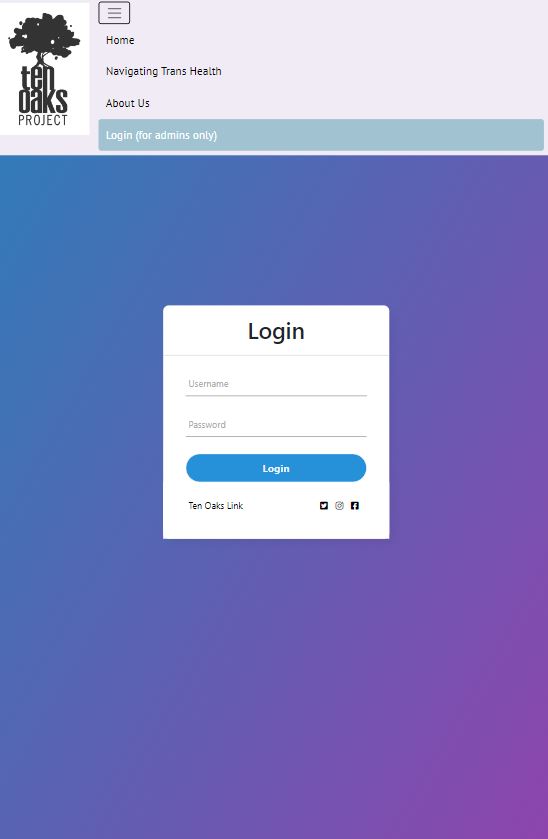 ten
oaks
PROJECT
Home
Navigating Trans Health
About Us
Login (for admins only)
Login
Username
Password
Login
Ten Oaks Link